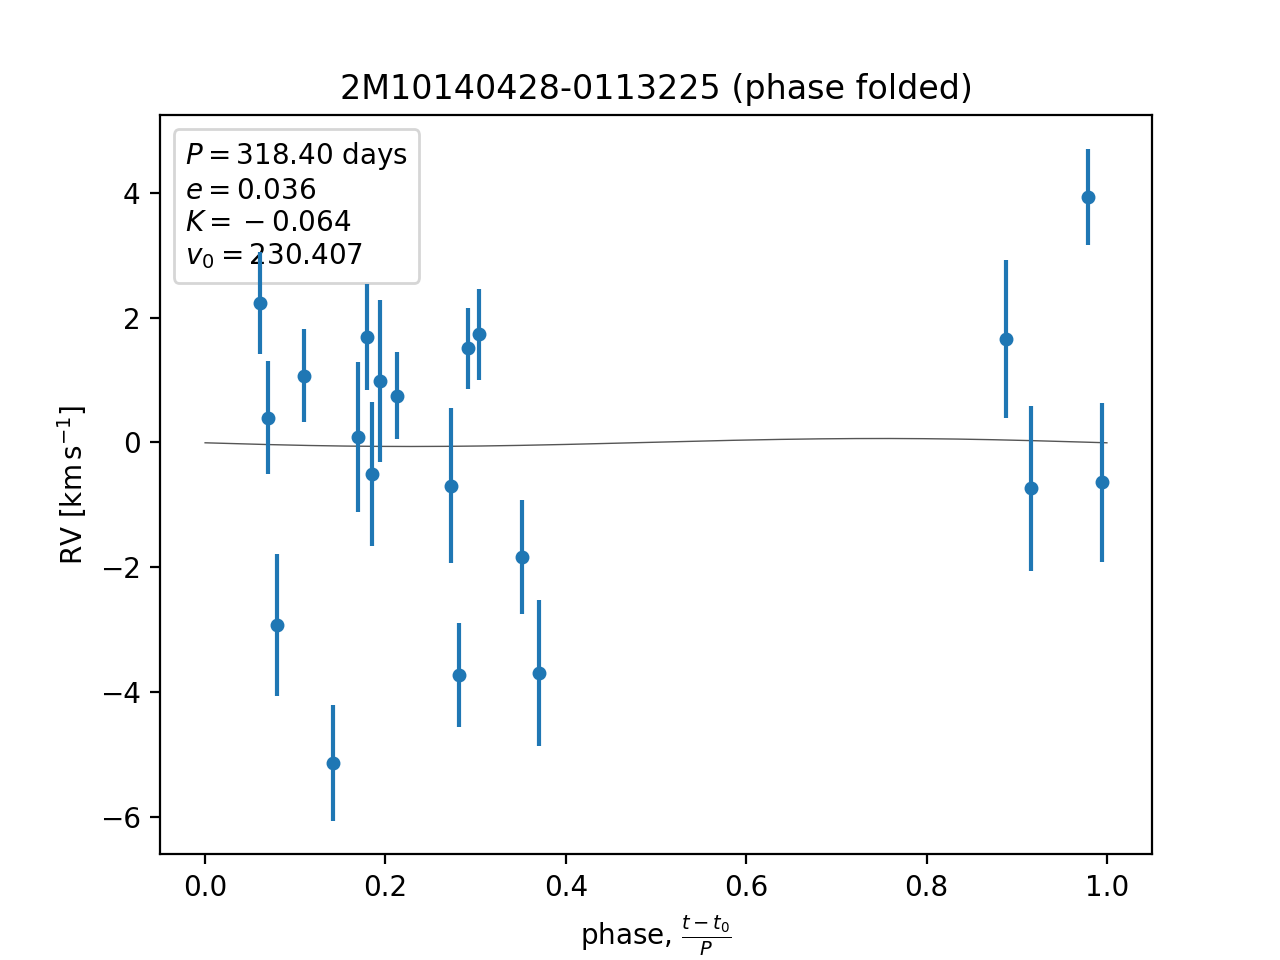 2M10140428-0113225 (phase folded)
P = 318.40 days
e = 0.036
K = −0.064
v₀ = 230.407
4
2
0
−2
−4
−6
RV [km s⁻¹]
0.0 0.2 0.4 0.6 0.8 1.0
phase, (t − t₀)/P